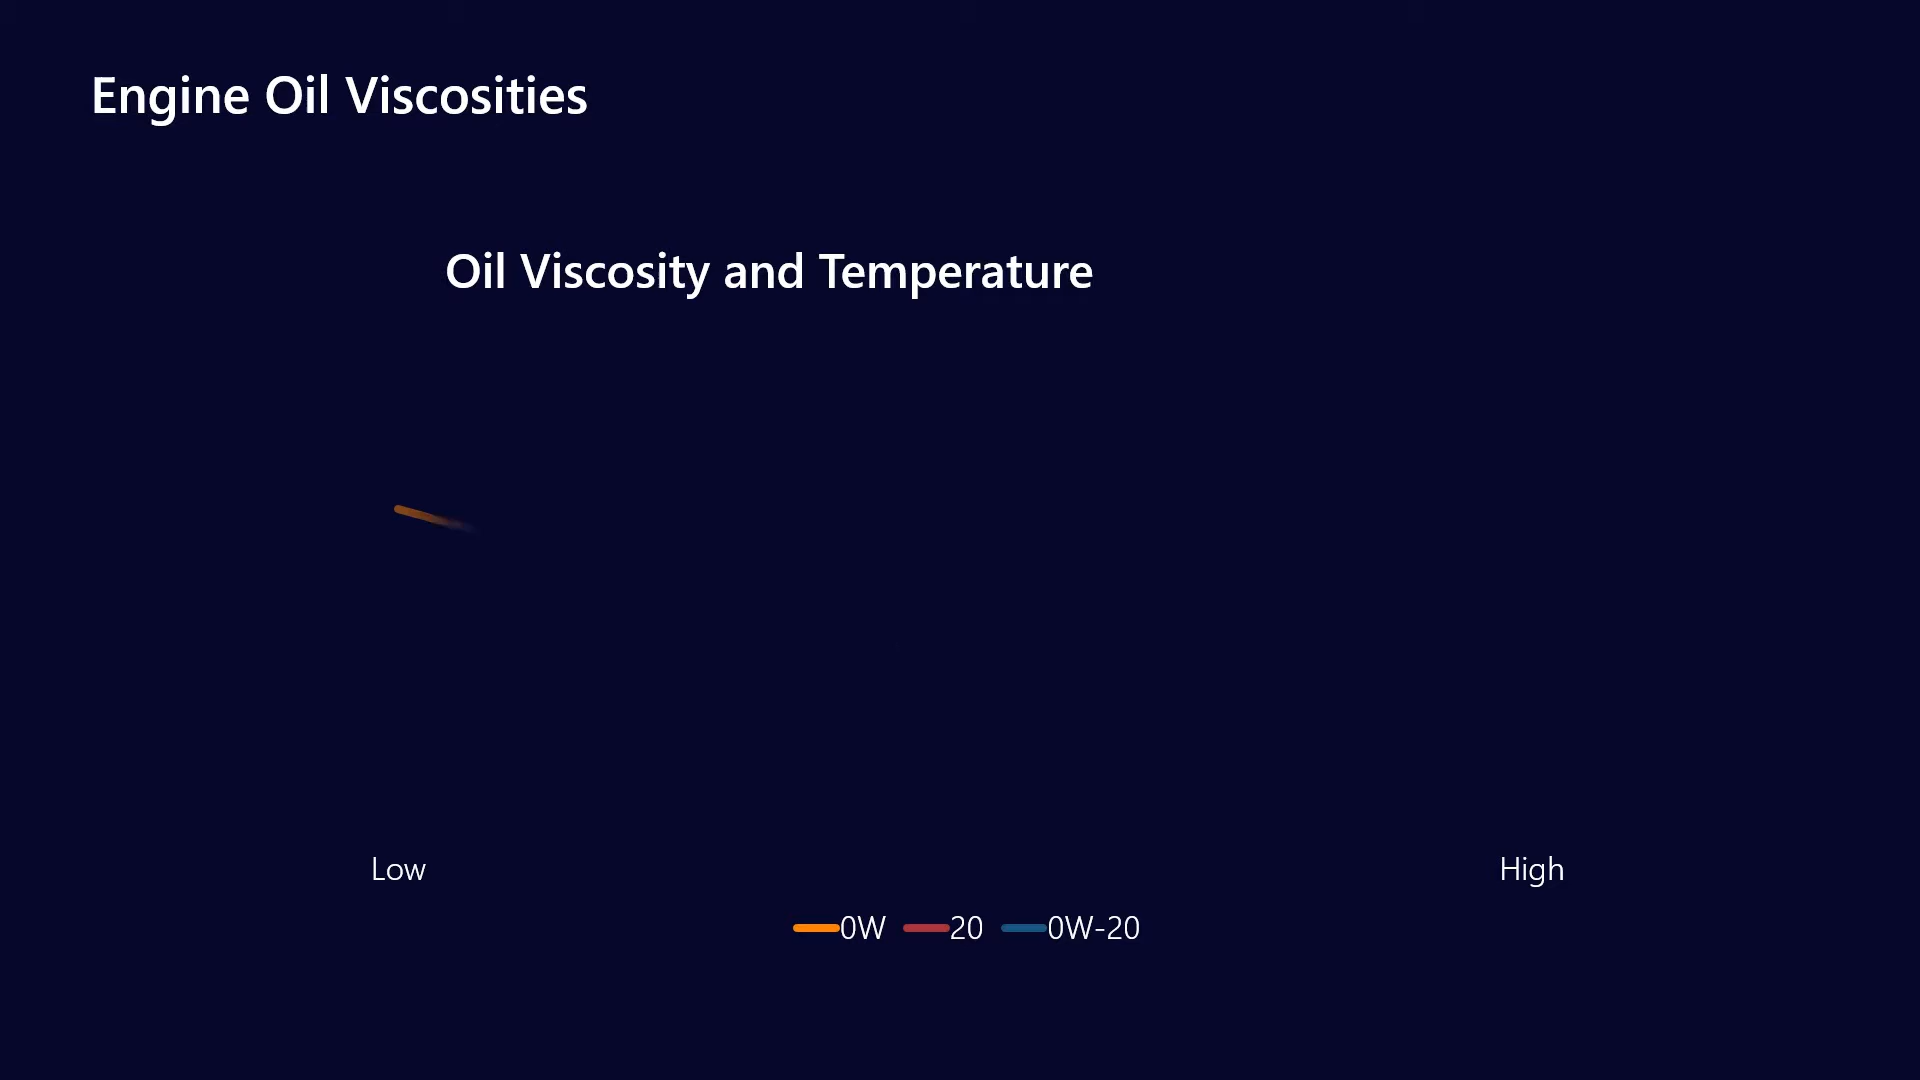 Engine Oil Viscosities
Oil Viscosity and Temperature
Low High
0W 20 0W-20